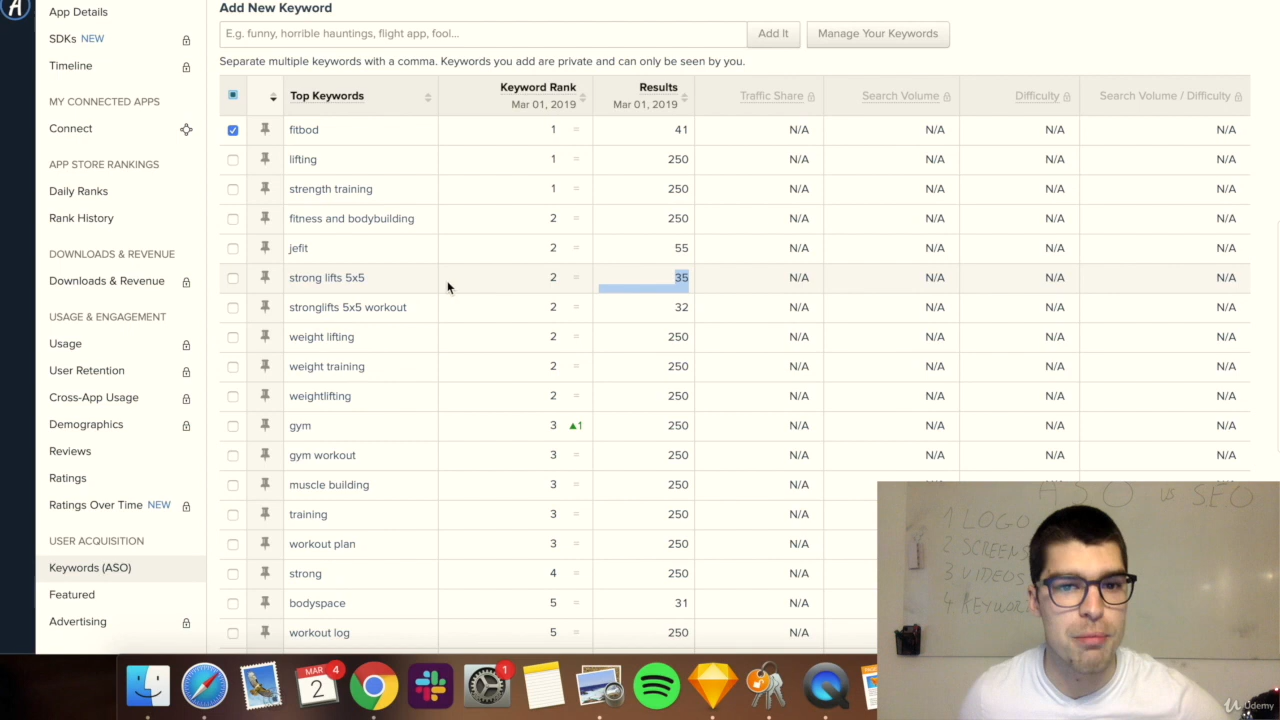 App Details
SDKs NEW
Timeline
MY CONNECTED APPS
Connect
APP STORE RANKINGS
Daily Ranks
Rank History
DOWNLOADS & REVENUE
Downloads & Revenue
USAGE & ENGAGEMENT
Usage
User Retention
Cross-App Usage
Demographics
Reviews
Ratings
Ratings Over Time NEW
USER ACQUISITION
Keywords (ASO)
Featured
Advertising
Add New Keyword
E.g. funny, horrible hauntings, flight app, fool...
Add It
Manage Your Keywords
Separate multiple keywords with a comma. Keywords you add are private and can only be seen by you.
Top Keywords Keyword Rank Mar 01, 2019 Results Mar 01, 2019 Traffic Share Search Volume Difficulty Search Volume / Difficulty
fitbod 1 = 41 N/A N/A N/A N/A
lifting 1 = 250 N/A N/A N/A N/A
strength training 1 = 250 N/A N/A N/A N/A
fitness and bodybuilding 2 = 250 N/A N/A N/A N/A
jefit 2 = 55 N/A N/A N/A N/A
strong lifts 5x5 2 = 35 N/A N/A N/A N/A
stronglifts 5x5 workout 2 = 32 N/A N/A N/A N/A
weight lifting 2 = 250 N/A N/A N/A N/A
weight training 2 = 250 N/A N/A N/A N/A
weightlifting 2 = 250 N/A N/A N/A N/A
gym 3 ▲1 250 N/A N/A N/A N/A
gym workout 3 = 250 N/A N/A N/A N/A
muscle building 3 = 250 N/A
training 3 = 250 N/A
workout plan 3 = 250 N/A
strong 4 = 250 N/A
bodyspace 5 = 31 N/A
workout log 5 = 250 N/A
ASO vs SEO
1 LOGO
2 SCREENS
3 VIDEOS
4 KEYWOR
MAR
2
4
1
Udemy